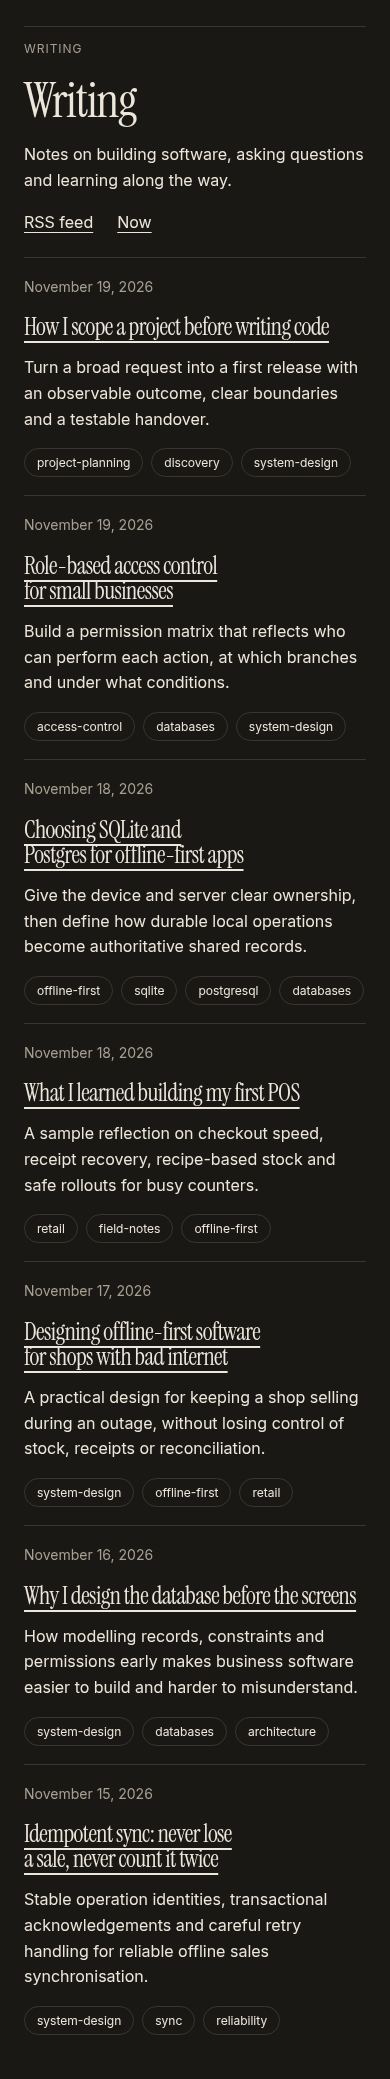 WRITING
Writing
Notes on building software, asking questions
and learning along the way.
RSS feed Now
November 19, 2026
How I scope a project before writing code
Turn a broad request into a first release with
an observable outcome, clear boundaries
and a testable handover.
project-planning discovery system-design
November 19, 2026
Role-based access control
for small businesses
Build a permission matrix that reflects who
can perform each action, at which branches
and under what conditions.
access-control databases system-design
November 18, 2026
Choosing SQLite and
Postgres for offline-first apps
Give the device and server clear ownership,
then define how durable local operations
become authoritative shared records.
offline-first sqlite postgresql databases
November 18, 2026
What I learned building my first POS
A sample reflection on checkout speed,
receipt recovery, recipe-based stock and
safe rollouts for busy counters.
retail field-notes offline-first
November 17, 2026
Designing offline-first software
for shops with bad internet
A practical design for keeping a shop selling
during an outage, without losing control of
stock, receipts or reconciliation.
system-design offline-first retail
November 16, 2026
Why I design the database before the screens
How modelling records, constraints and
permissions early makes business software
easier to build and harder to misunderstand.
system-design databases architecture
November 15, 2026
Idempotent sync: never lose
a sale, never count it twice
Stable operation identities, transactional
acknowledgements and careful retry
handling for reliable offline sales
synchronisation.
system-design sync reliability